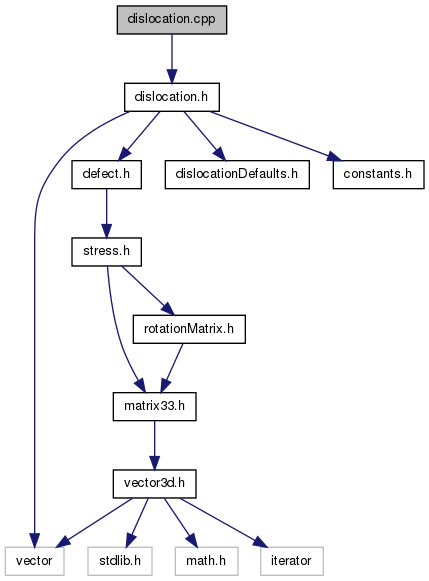 dislocation.cpp
dislocation.h
defect.h
dislocationDefaults.h
constants.h
stress.h
rotationMatrix.h
matrix33.h
vector3d.h
vector
stdlib.h
math.h
iterator